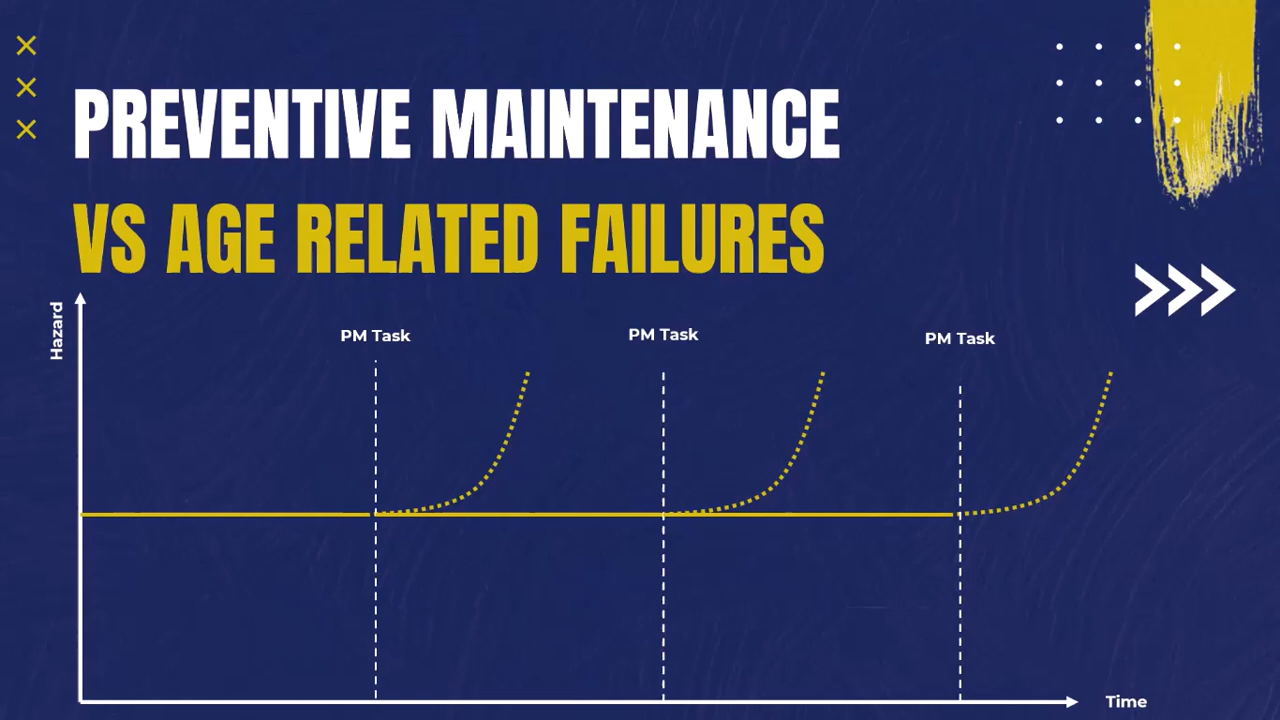 PREVENTIVE MAINTENANCE
VS AGE RELATED FAILURES
Hazard
PM Task
PM Task
PM Task
Time